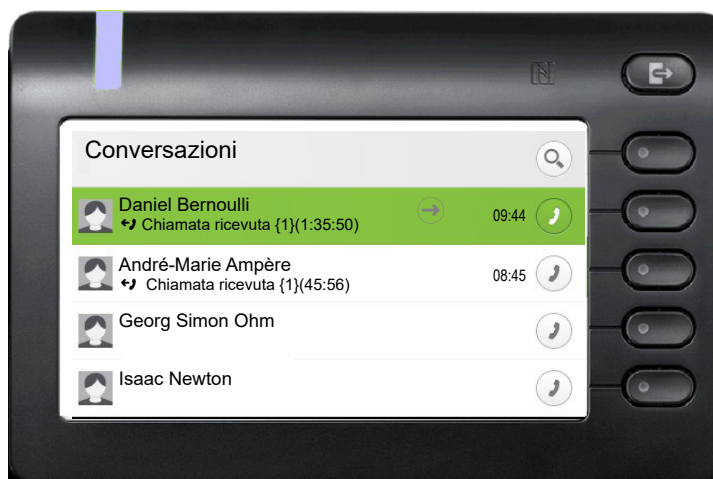 Conversazioni
Daniel Bernoulli
Chiamata ricevuta {1}(1:35:50)
09:44
André-Marie Ampère
Chiamata ricevuta {1}(45:56)
08:45
Georg Simon Ohm
Isaac Newton